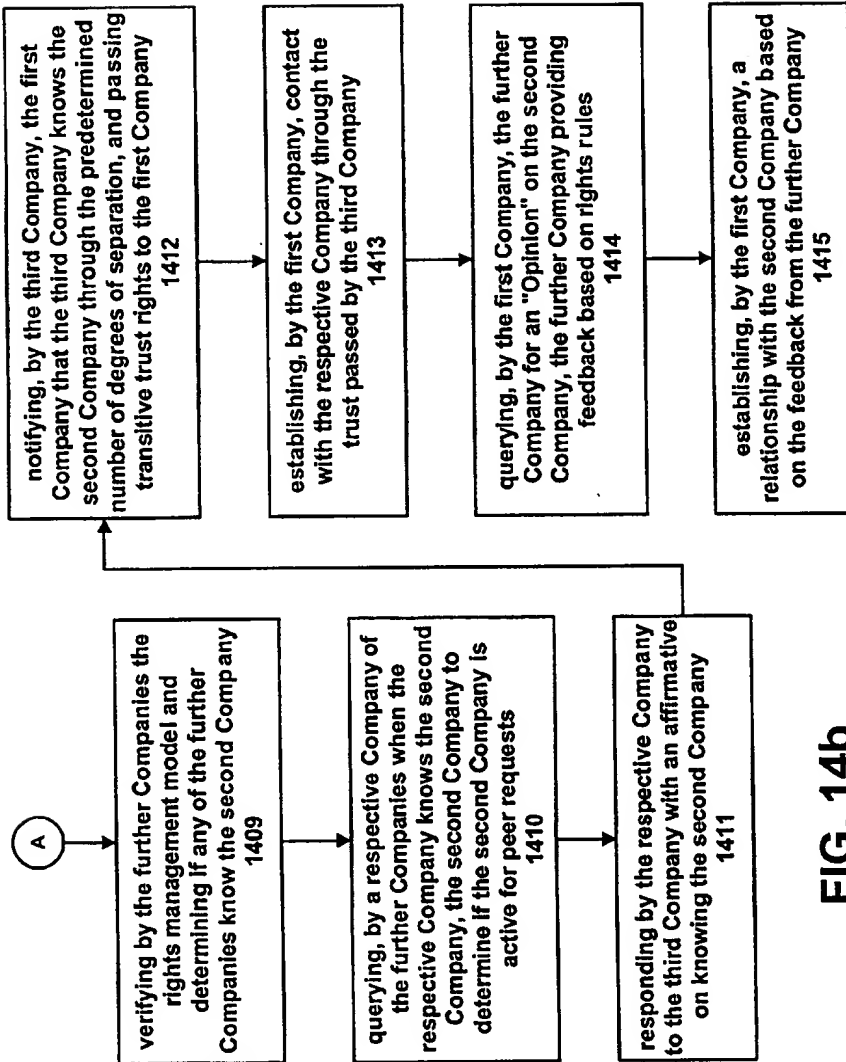 A
verifying by the further Companies the
rights management model and
determining if any of the further
Companies know the second Company
1409
querying, by a respective Company of
the further Companies when the
respective Company knows the second
Company, the second Company to
determine if the second Company is
active for peer requests
1410
responding by the respective Company
to the third Company with an affirmative
on knowing the second Company
1411
notifying, by the third Company, the first
Company that the third Company knows the
second Company through the predetermined
number of degrees of separation, and passing
transitive trust rights to the first Company
1412
establishing, by the first Company, contact
with the respective Company through the
trust passed by the third Company
1413
querying, by the first Company, the further
Company for an "Opinion" on the second
Company, the further Company providing
feedback based on rights rules
1414
establishing, by the first Company, a
relationship with the second Company based
on the feedback from the further Company
1415
FIG. 14b